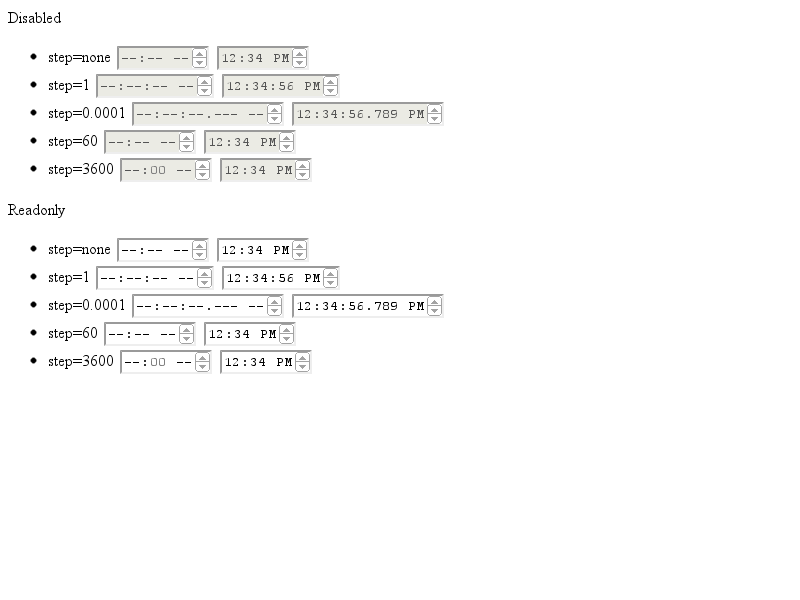 Disabled
• step=none --:-- -- 12:34 PM
• step=1 --:--:-- -- 12:34:56 PM
• step=0.0001 --:--:--.--- -- 12:34:56.789 PM
• step=60 --:-- -- 12:34 PM
• step=3600 --:00 -- 12:34 PM
Readonly
• step=none --:-- -- 12:34 PM
• step=1 --:--:-- -- 12:34:56 PM
• step=0.0001 --:--:--.--- -- 12:34:56.789 PM
• step=60 --:-- -- 12:34 PM
• step=3600 --:00 -- 12:34 PM